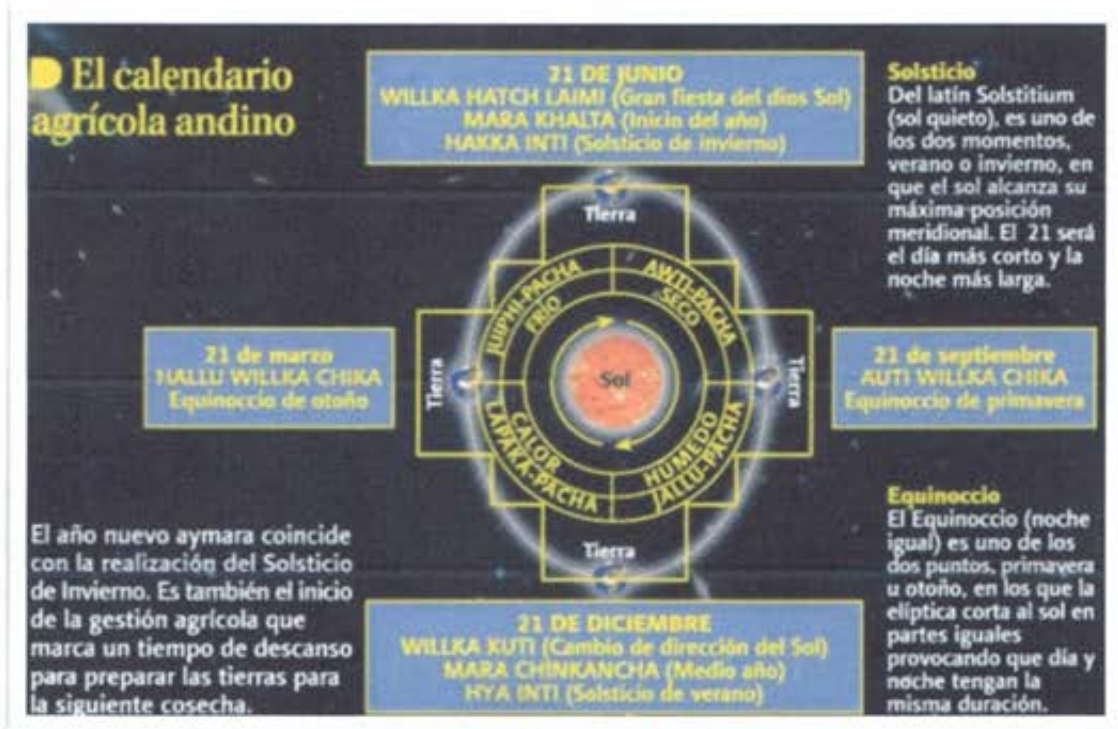 El calendario
agrícola andino
21 DE JUNIO
WILLKA HATCH LAIMI (Gran fiesta del dios Sol)
MARA KHALTA (Inicio del año)
HAKKA INTI (Solsticio de invierno)
Solsticio
Del latín Solstitium
(sol quieto), es uno de
los dos momentos,
verano o invierno, en
que el sol alcanza su
máxima posición
meridional. El 21 será
el día más corto y la
noche más larga.
Tierra
JUIPHI-PACHA
FRÍO
AWTI-PACHA
SECO
21 de marzo
HALLU WILLKA CHIKA
Equinoccio de otoño
Tierra
Sol
Tierra
21 de septiembre
AUTI WILLKA CHIKA
Equinoccio de primavera
CALOR
LAPAKA-PACHA
HUMEDO
JALLU-PACHA
Tierra
El año nuevo aymara coincide
con la realización del Solsticio
de Invierno. Es también el inicio
de la gestión agrícola que
marca un tiempo de descanso
para preparar las tierras para
la siguiente cosecha.
21 DE DICIEMBRE
WILLKA KUTI (Cambio de dirección del Sol)
MARA CHINKANCHA (Medio año)
HYA INTI (Solsticio de verano)
Equinoccio
El Equinoccio (noche
igual) es uno de los
dos puntos, primavera
u otoño, en los que la
elíptica corta al sol en
partes iguales
provocando que día y
noche tengan la
misma duración.